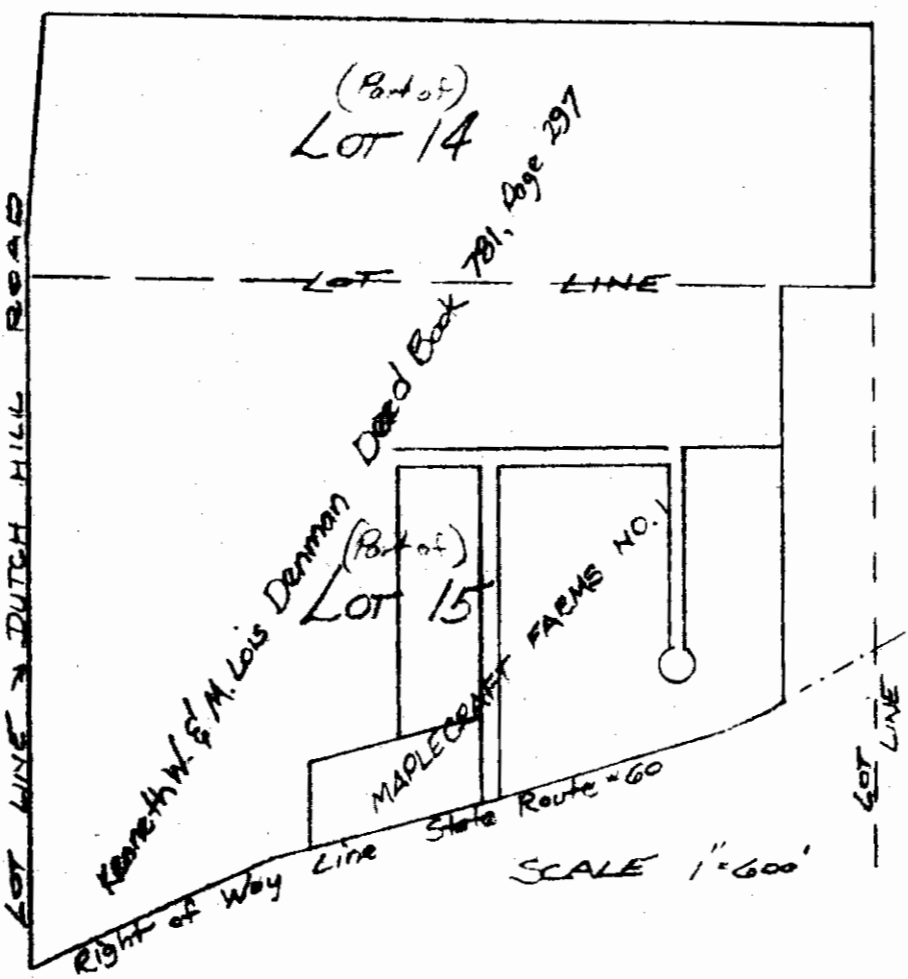 (Part of)
LOT 14
LOT LINE
Kenneth W. & M. Lois Denman Deed Book 781, Page 297
(Part of)
LOT 15
MAPLECRAFT FARMS NO. 1
LOT LINE → DUTCH HILL ROAD
LOT LINE
Right of Way Line State Route #60
SCALE 1"=600'